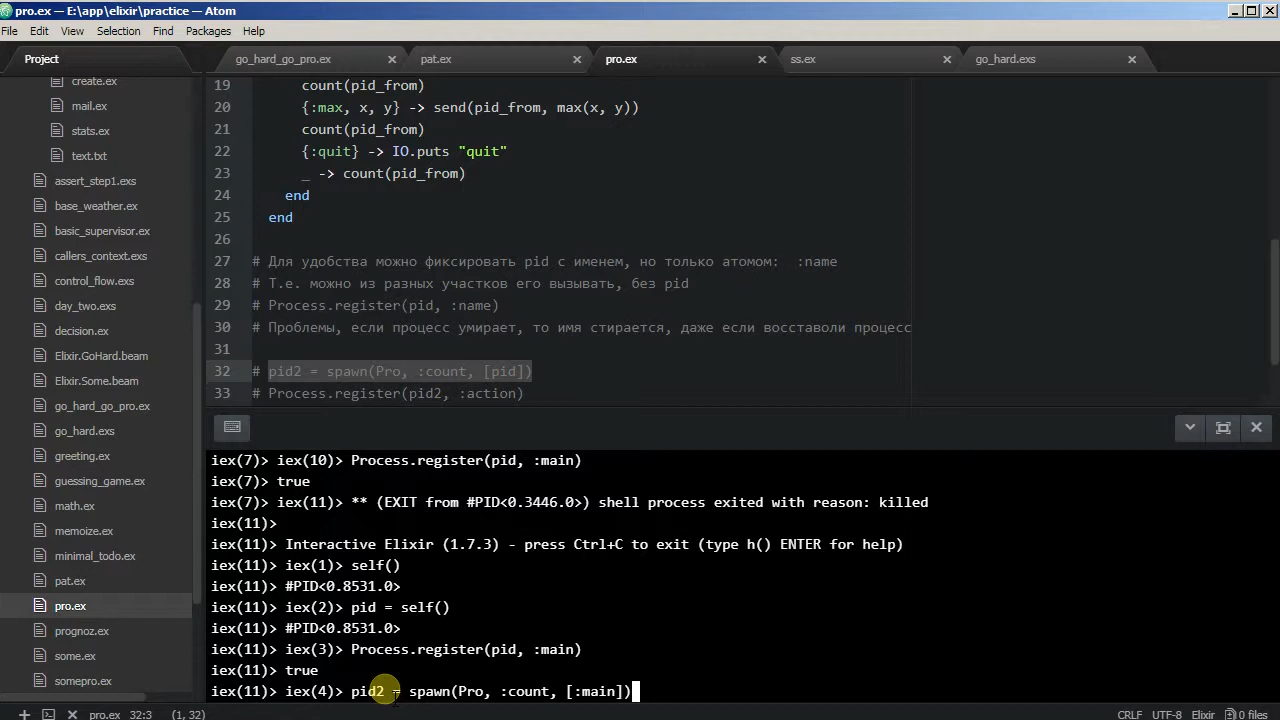 pro.ex — E:\app\elixir\practice — Atom
File Edit View Selection Find Packages Help
Project
go_hard_go_pro.ex
pat.ex
pro.ex
ss.ex
go_hard.exs
create.ex
mail.ex
stats.ex
text.txt
assert_step1.exs
base_weather.ex
basic_supervisor.ex
callers_context.exs
control_flow.exs
day_two.exs
decision.ex
Elixir.GoHard.beam
Elixir.Some.beam
go_hard_go_pro.ex
go_hard.exs
greeting.ex
guessing_game.ex
math.ex
memoize.ex
minimal_todo.ex
pat.ex
pro.ex
prognoz.ex
some.ex
somepro.ex
19 count(pid_from)
20 {:max, x, y} -> send(pid_from, max(x, y))
21 count(pid_from)
22 {:quit} -> IO.puts "quit"
23 _ -> count(pid_from)
24 end
25 end
26
27 # Для удобства можно фиксировать pid с именем, но только атомом: :name
28 # Т.е. можно из разных участков его вызывать, без pid
29 # Process.register(pid, :name)
30 # Проблемы, если процесс умирает, то имя стирается, даже если восставоли процесс
31
32 # pid2 = spawn(Pro, :count, [pid])
33 # Process.register(pid2, :action)
iex(7)> iex(10)> Process.register(pid, :main)
iex(7)> true
iex(7)> iex(11)> ** (EXIT from #PID<0.3446.0>) shell process exited with reason: killed
iex(11)>
iex(11)> Interactive Elixir (1.7.3) - press Ctrl+C to exit (type h() ENTER for help)
iex(11)> iex(1)> self()
iex(11)> #PID<0.8531.0>
iex(11)> iex(2)> pid = self()
iex(11)> #PID<0.8531.0>
iex(11)> iex(3)> Process.register(pid, :main)
iex(11)> true
iex(11)> iex(4)> pid2 = spawn(Pro, :count, [:main])
pro.ex 32:3 (1, 32)
CRLF UTF-8 Elixir 0 files